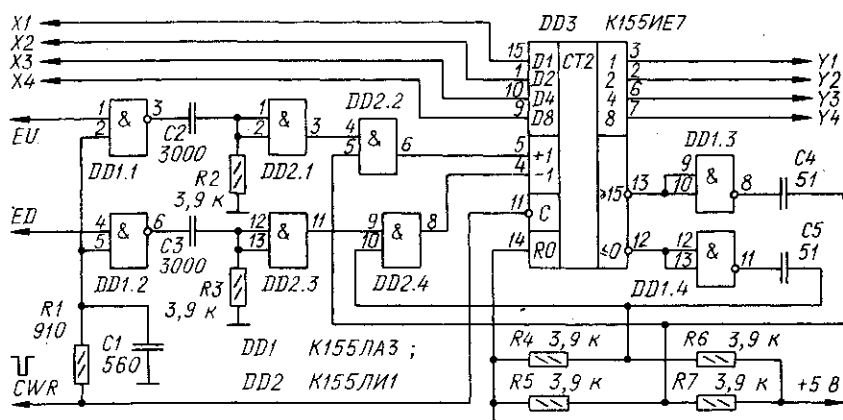 X1
X2
X3
X4
EU
ED
CWR
DD3 К155ИЕ7
15 D1
1 D2
10 D4
9 D8
5 +1
4 -1
11 C
14 R0
CT2
1 3 Y1
2 2 Y2
4 6 Y3
8 7 Y4
≥15 13
≤0 12
1
2
&
3
DD1.1
C2
3000
R2
3,9 к
1
2
&
3
DD2.1
DD2.2
4
5
&
6
4
5
&
6
DD1.2
C3
3000
R3
3,9 к
12
13
&
11
DD2.3
9
10
&
8
DD2.4
DD1.3
9
10
&
8
C4
51
12
13
&
11
DD1.4
C5
51
R1
910
C1
560
DD1 К155ЛА3 ;
DD2 К155ЛИ1
R4 3,9 к
R6 3,9 к
R5 3,9 к
R7 3,9 к
+5 В